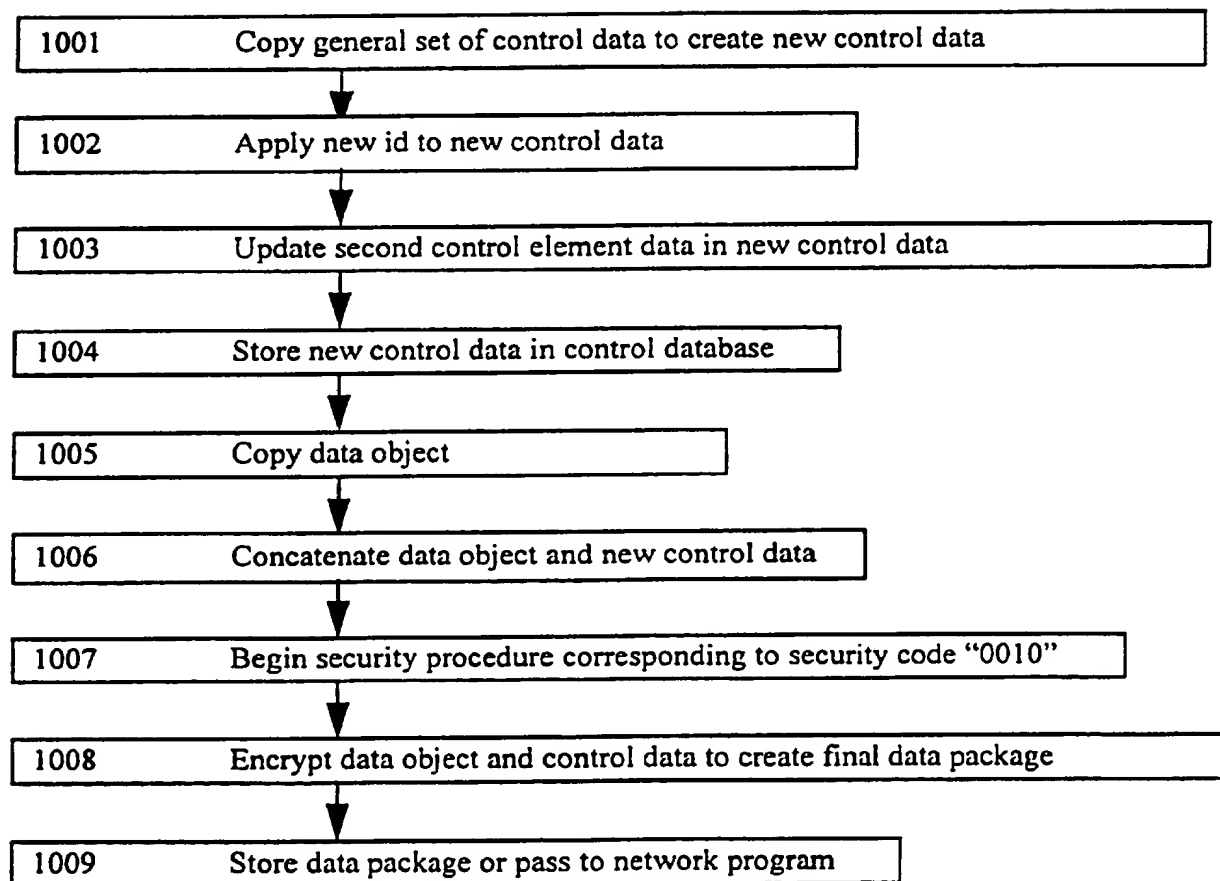 1001 Copy general set of control data to create new control data
1002 Apply new id to new control data
1003 Update second control element data in new control data
1004 Store new control data in control database
1005 Copy data object
1006 Concatenate data object and new control data
1007 Begin security procedure corresponding to security code “0010”
1008 Encrypt data object and control data to create final data package
1009 Store data package or pass to network program